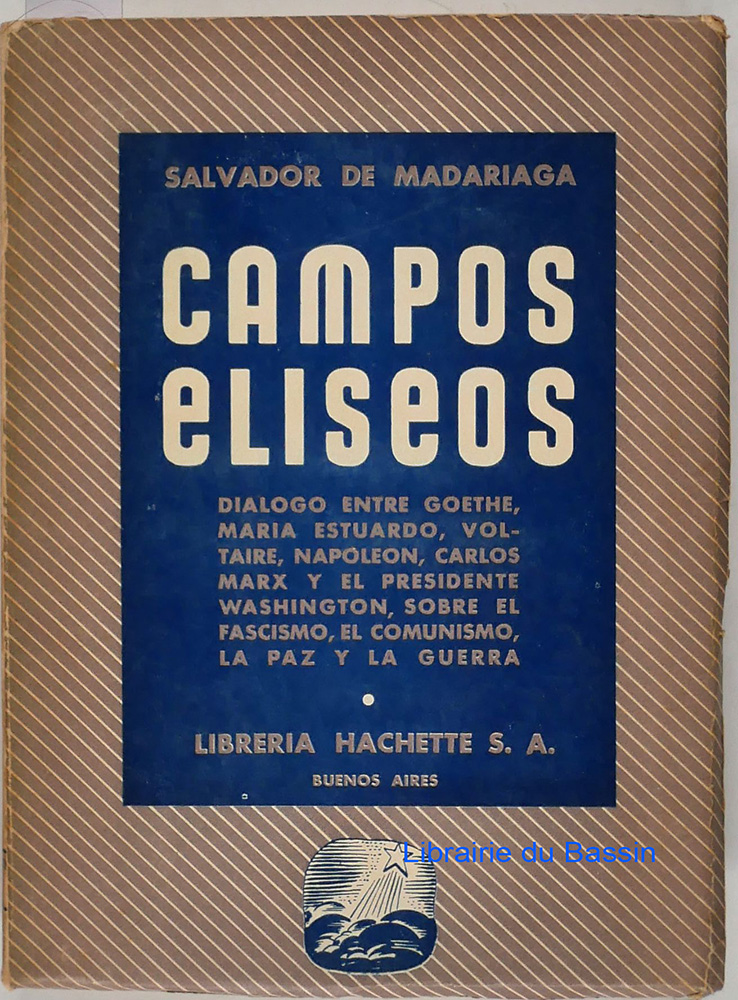 SALVADOR DE MADARIAGA
CAMPOS
eLISeOS
DIALOGO ENTRE GOETHE,
MARIA ESTUARDO, VOL-
TAIRE, NAPOLEON, CARLOS
MARX Y EL PRESIDENTE
WASHINGTON, SOBRE EL
FASCISMO, EL COMUNISMO,
LA PAZ Y LA GUERRA
LIBRERIA HACHETTE S. A.
BUENOS AIRES
Librairie du Bassin